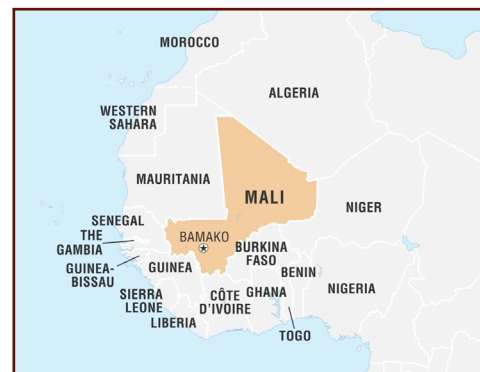 MOROCCO
ALGERIA
WESTERN
SAHARA
MAURITANIA
MALI
NIGER
SENEGAL
THE
GAMBIA
BAMAKO
GUINEA-
BISSAU
GUINEA
BURKINA
FASO
BENIN
NIGERIA
SIERRA
LEONE
CÔTE
D'IVOIRE
GHANA
LIBERIA
TOGO